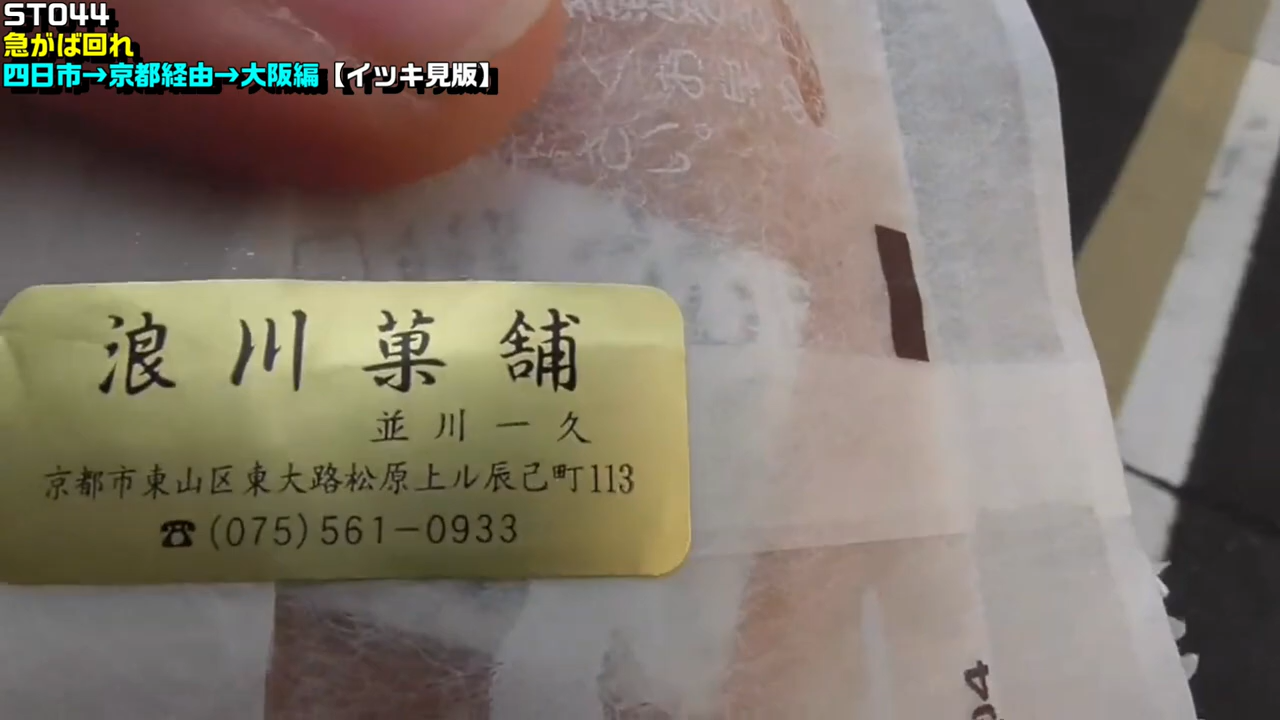 ST044
急がば回れ
四日市→京都経由→大阪編【イツキ見版】
浪川菓舗
並川一久
京都市東山区東大路松原上ル辰己町113
☎(075)561-0933